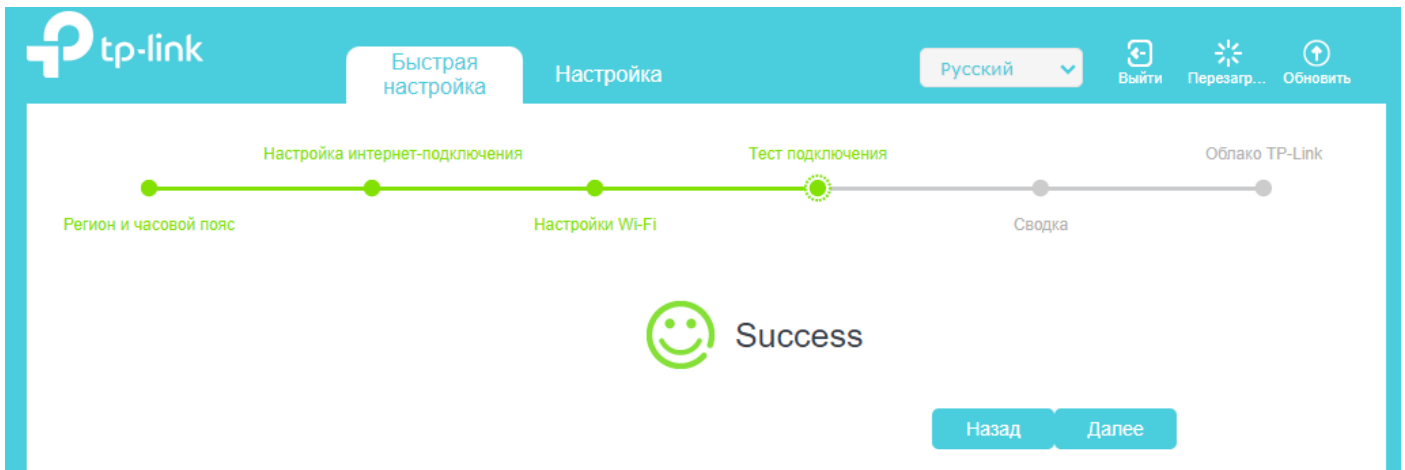 tp-link
Быстрая
настройка
Настройка
Русский
Выйти
Перезагр...
Обновить
Настройка интернет-подключения
Тест подключения
Облако TP-Link
Регион и часовой пояс
Настройки Wi-Fi
Сводка
Success
Назад
Далее